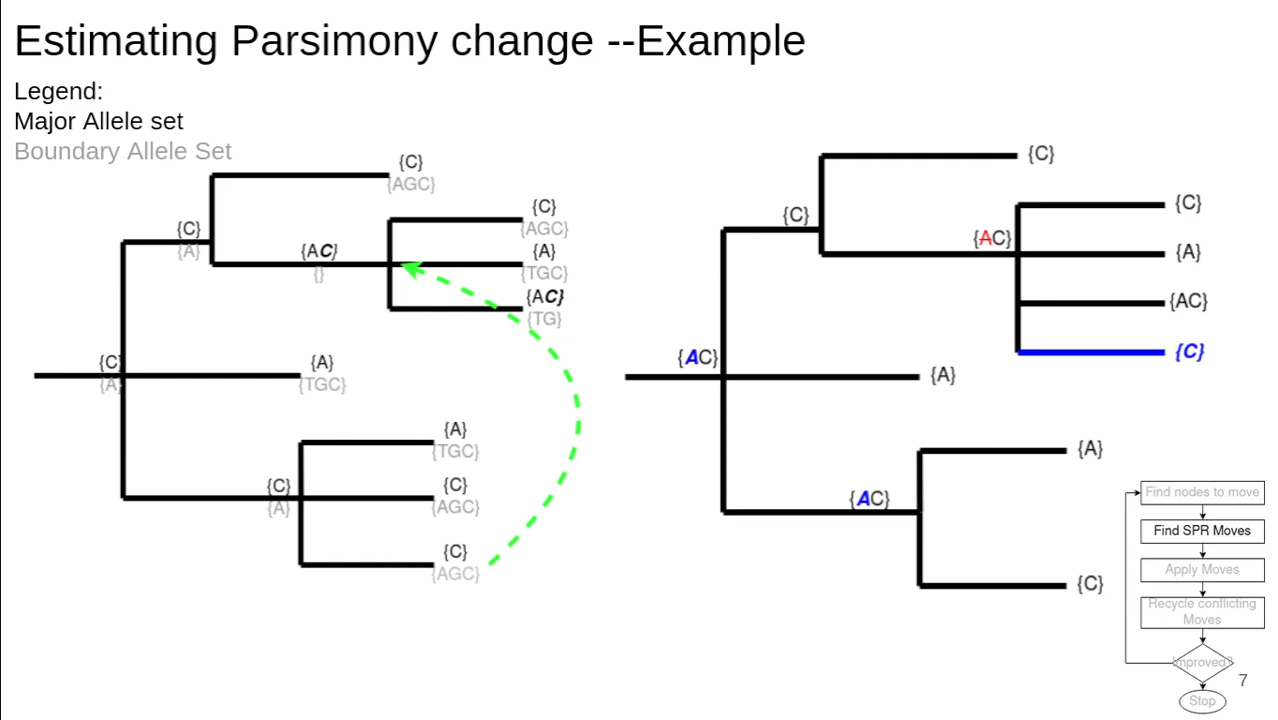 Estimating Parsimony change --Example
Legend:
Major Allele set
Boundary Allele Set
{C}
{AGC}
{C}
{AGC}
{C}
{A}
{AC}
{}
{A}
{TGC}
{AC}
{TG}
{C}
{A}
{A}
{TGC}
{A}
{TGC}
{C}
{A}
{C}
{AGC}
{C}
{AGC}
{C}
{C}
{C}
{AC}
{A}
{AC}
{C}
{AC}
{A}
{A}
{AC}
{C}
Find nodes to move
Find SPR Moves
Apply Moves
Recycle conflicting
Moves
Improved?
Stop
7